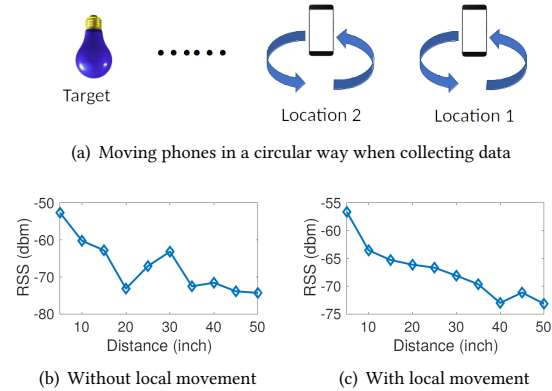 Target
Location 2
Location 1
(a) Moving phones in a circular way when collecting data
-50
-60
-70
-80
RSS (dbm)
10 20 30 40 50
Distance (inch)
(b) Without local movement
-55
-60
-65
-70
-75
RSS (dbm)
10 20 30 40 50
Distance (inch)
(c) With local movement